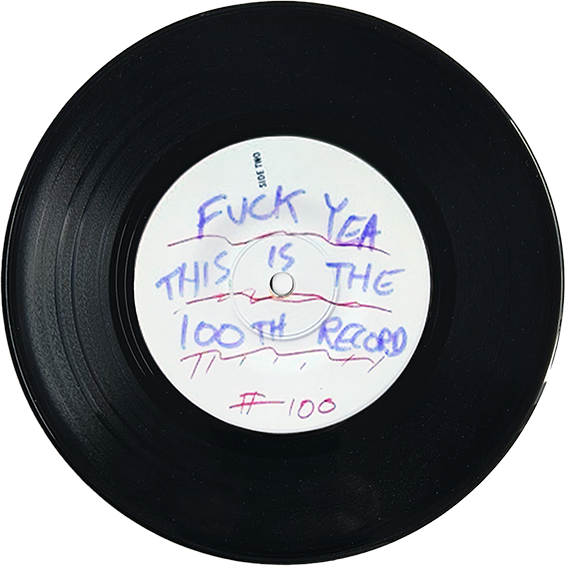 SIDE TWO
FUCK YEA
THIS IS THE
100TH RECORD
#100